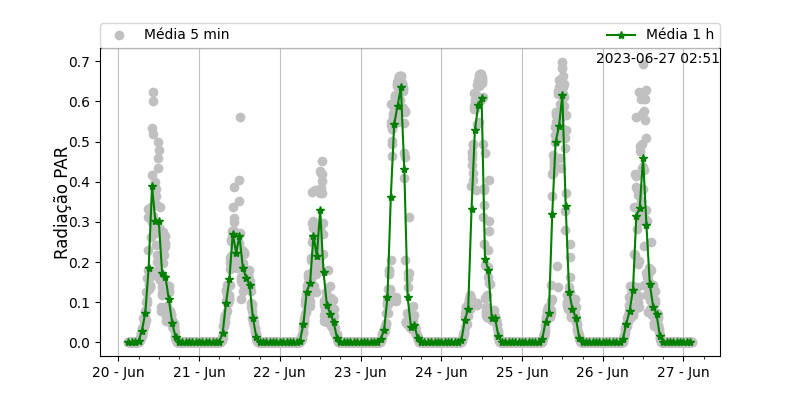 Média 5 min
Média 1 h
2023-06-27 02:51
Radiação PAR
0.7
0.6
0.5
0.4
0.3
0.2
0.1
0.0
20 - Jun
21 - Jun
22 - Jun
23 - Jun
24 - Jun
25 - Jun
26 - Jun
27 - Jun